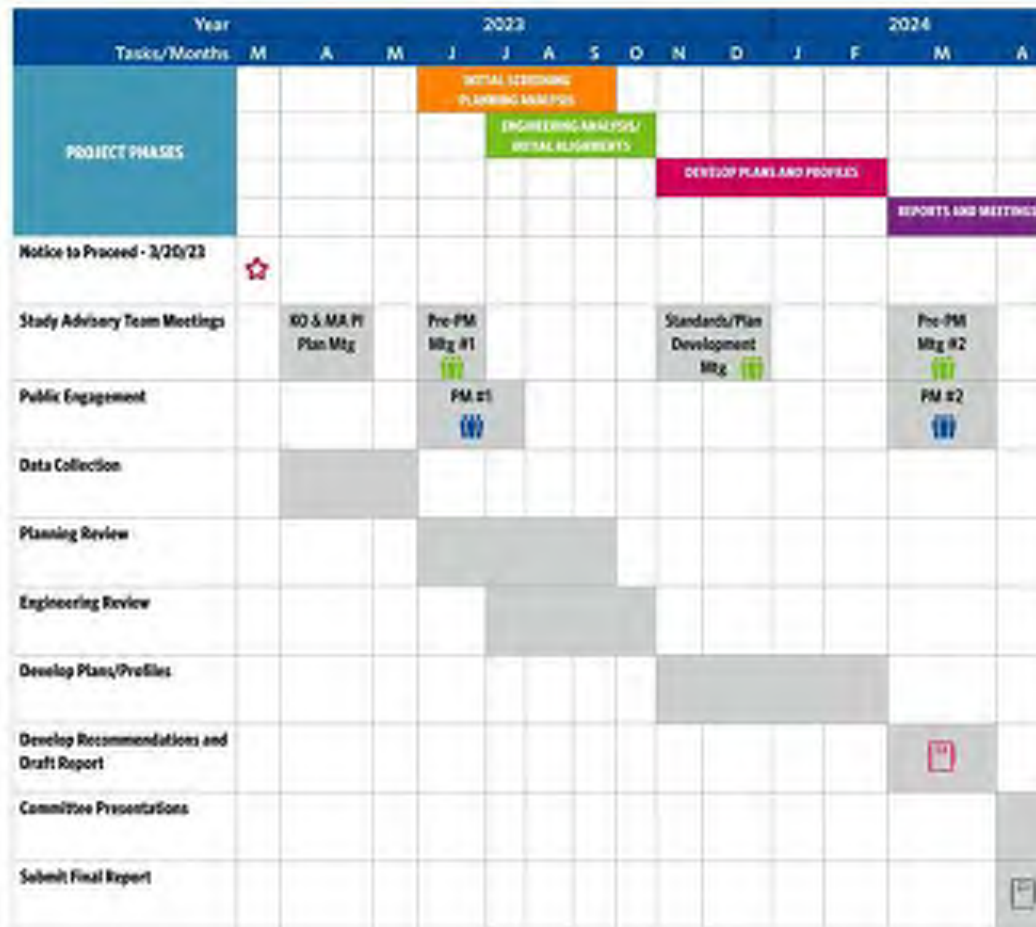 Year 2023 2024
Tasks/Months M A M J J A S O N D J F M A
INITIAL SCREENING
PLANNING ANALYSIS
ENGINEERING ANALYSIS/
INITIAL ALIGNMENTS
PROJECT PHASES
DEVELOP PLANS AND PROFILES
REPORTS AND MEETINGS
Notice to Proceed - 3/20/23
Study Advisory Team Meetings
KO & MA PI
Plan Mtg
Pre-PM
Mtg #1
Standards/Plan
Development
Mtg
Pre-PM
Mtg #2
Public Engagement
PM #1
PM #2
Data Collection
Planning Review
Engineering Review
Develop Plans/Profiles
Develop Recommendations and
Draft Report
Committee Presentations
Submit Final Report